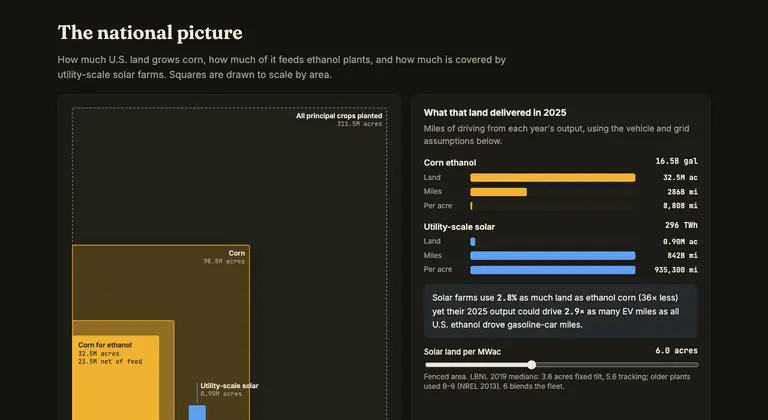 The national picture
How much U.S. land grows corn, how much of it feeds ethanol plants, and how much is covered by
utility-scale solar farms. Squares are drawn to scale by area.
All principal crops planted
311.5M acres
Corn
98.8M acres
Corn for ethanol
32.5M acres
23.5M net of feed
Utility-scale solar
0.90M acres
What that land delivered in 2025
Miles of driving from each year's output, using the vehicle and grid
assumptions below.
Corn ethanol 16.5B gal
Land 32.5M ac
Miles 286B mi
Per acre 8,808 mi
Utility-scale solar 296 TWh
Land 0.90M ac
Miles 842B mi
Per acre 935,300 mi
Solar farms use 2.8% as much land as ethanol corn (36× less)
yet their 2025 output could drive 2.9× as many EV miles as all
U.S. ethanol drove gasoline-car miles.
Solar land per MWac 6.0 acres
Fenced area. LBNL 2019 medians: 3.6 acres fixed tilt, 5.6 tracking; older plants
used 8–9 (NREL 2013). 6 blends the fleet.